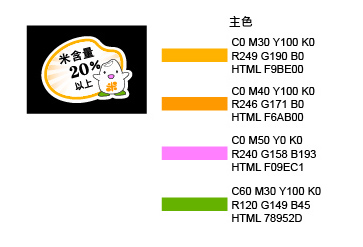 主色
米含量
20%
以上
C0 M30 Y100 K0
R249 G190 B0
HTML F9BE00
C0 M40 Y100 K0
R246 G171 B0
HTML F6AB00
C0 M50 Y0 K0
R240 G158 B193
HTML F09EC1
C60 M30 Y100 K0
R120 G149 B45
HTML 78952D